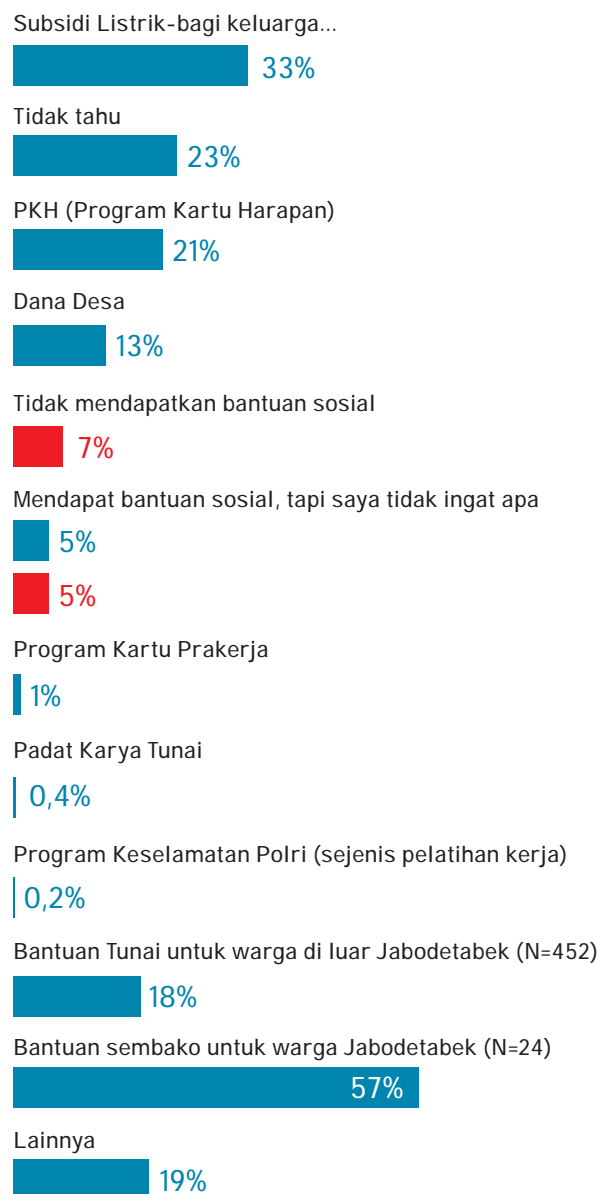 Subsidi Listrik-bagi keluarga...
33%
Tidak tahu
23%
PKH (Program Kartu Harapan)
21%
Dana Desa
13%
Tidak mendapatkan bantuan sosial
7%
Mendapat bantuan sosial, tapi saya tidak ingat apa
5%
5%
Program Kartu Prakerja
1%
Padat Karya Tunai
0,4%
Program Keselamatan Polri (sejenis pelatihan kerja)
0,2%
Bantuan Tunai untuk warga di luar Jabodetabek (N=452)
18%
Bantuan sembako untuk warga Jabodetabek (N=24)
57%
Lainnya
19%